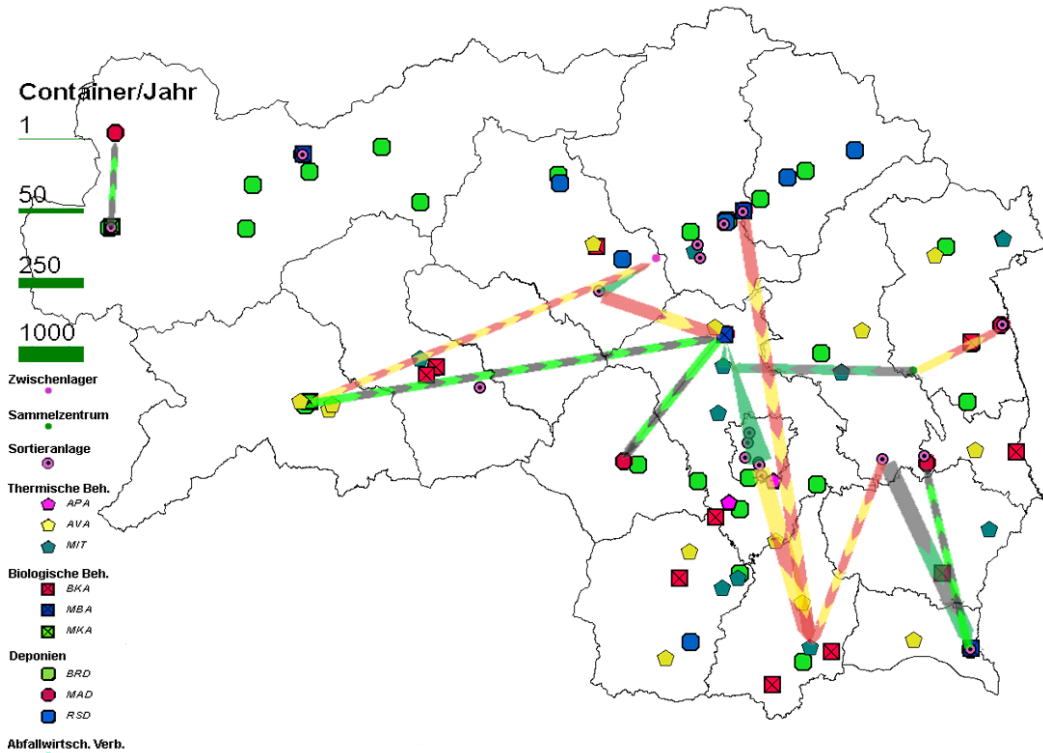 Container/Jahr
1
50
250
1000
Zwischenlager
Sammelzentrum
Sortieranlage
Thermische Beh.
APA
AVA
MIT
Biologische Beh.
BKA
MBA
MKA
Deponien
BRD
MAD
RSD
Abfallwirtsch. Verb.